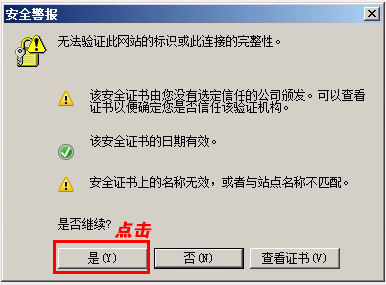 安全警报
无法验证此网站的标识或此连接的完整性。
该安全证书由您没有选定信任的公司颁发。可以查看
证书以便确定您是否信任该验证机构。
该安全证书的日期有效。
安全证书上的名称无效，或者与站点名称不匹配。
是否继续? 点击
是(Y) 否(N) 查看证书(V)